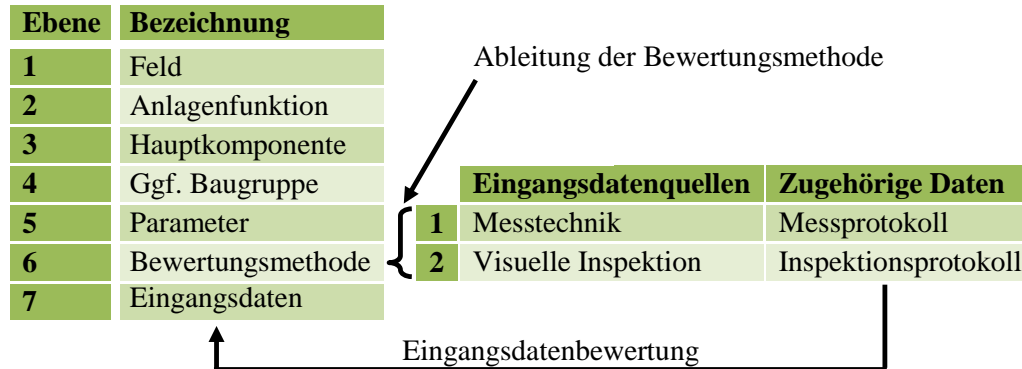 Ebene Bezeichnung
1 Feld
2 Anlagenfunktion
3 Hauptkomponente
4 Ggf. Baugruppe
5 Parameter
6 Bewertungsmethode
7 Eingangsdaten
Ableitung der Bewertungsmethode
Eingangsdatenquellen Zugehörige Daten
1 Messtechnik Messprotokoll
2 Visuelle Inspektion Inspektionsprotokoll
Eingangsdatenbewertung